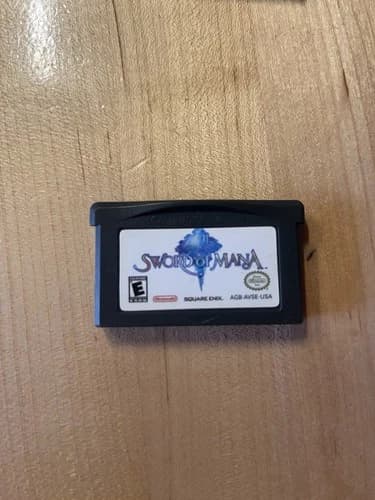 SWORD OF MANA
E
Nintendo
SQUARE ENIX.
AGB-AVSE-USA